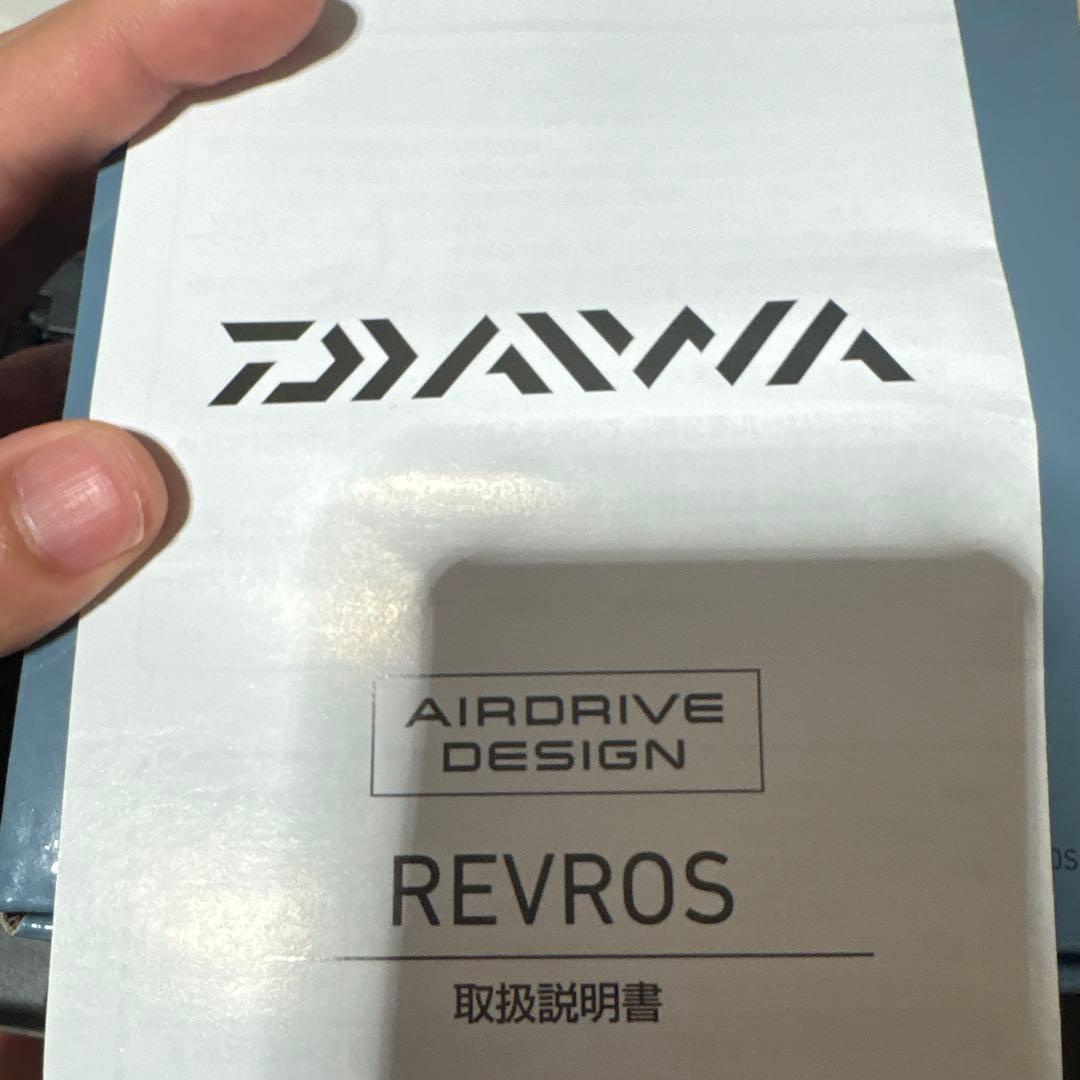 DAIWA
AIRDRIVE
DESIGN
REVROS
取扱説明書